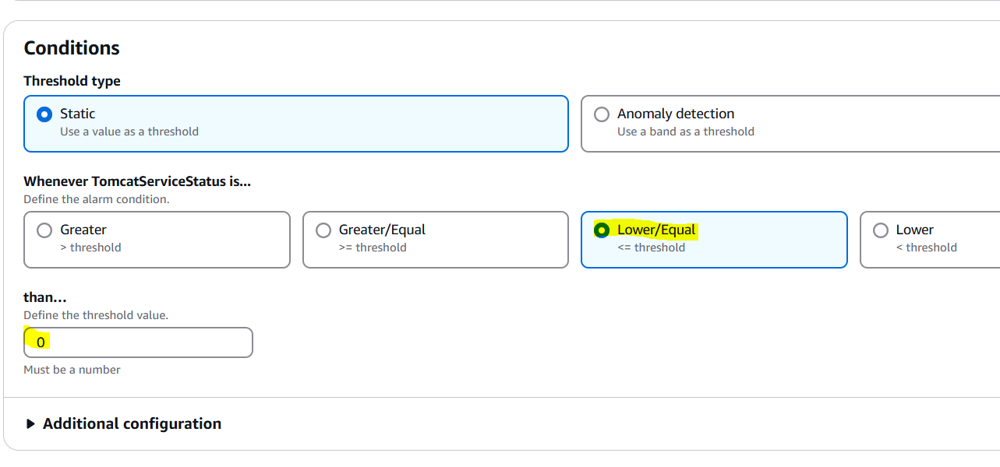 Conditions
Threshold type
Static
Use a value as a threshold
Anomaly detection
Use a band as a threshold
Whenever TomcatServiceStatus is...
Define the alarm condition.
Greater
> threshold
Greater/Equal
>= threshold
Lower/Equal
<= threshold
Lower
< threshold
than...
Define the threshold value.
0
Must be a number
Additional configuration